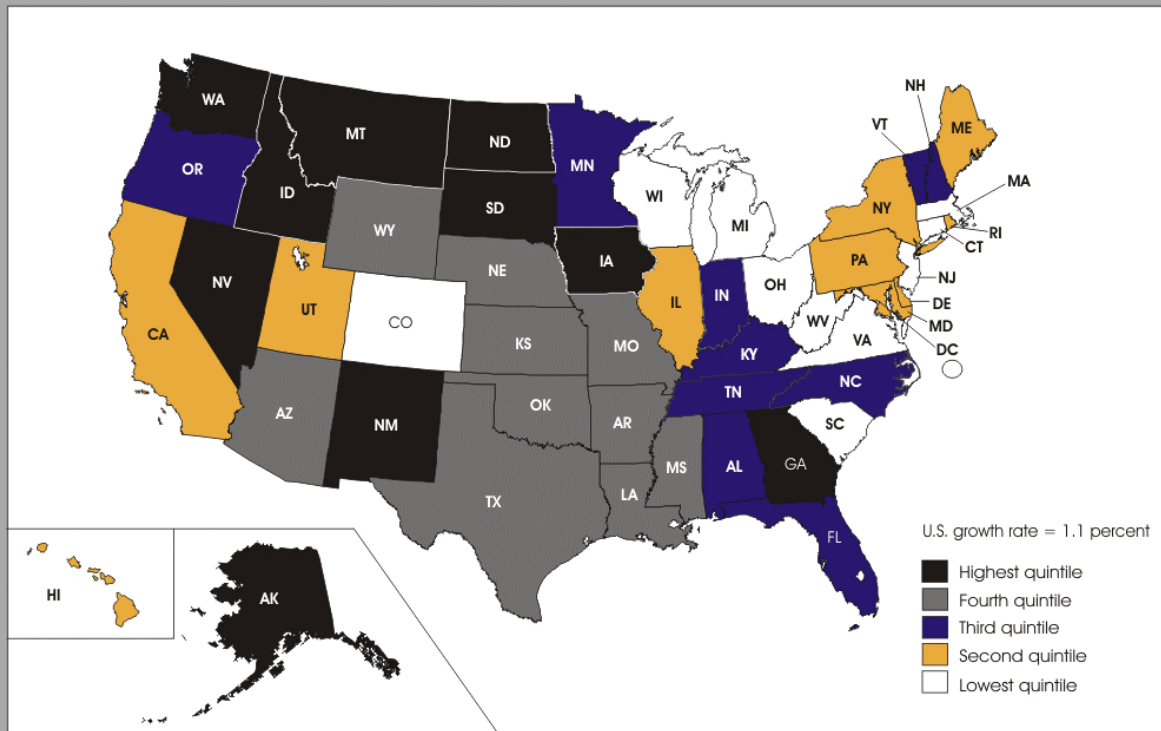 WA
MT
ND
MN
OR
ID
SD
WI
MI
NH
VT
ME
MA
NY
RI
CT
WY
IA
NE
PA
NV
UT
CO
IL
IN
OH
NJ
DE
MD
DC
CA
KS
MO
WV
VA
KY
NC
TN
AZ
NM
OK
AR
SC
MS
AL
GA
TX
LA
FL
HI
AK
U.S. growth rate = 1.1 percent
Highest quintile
Fourth quintile
Third quintile
Second quintile
Lowest quintile